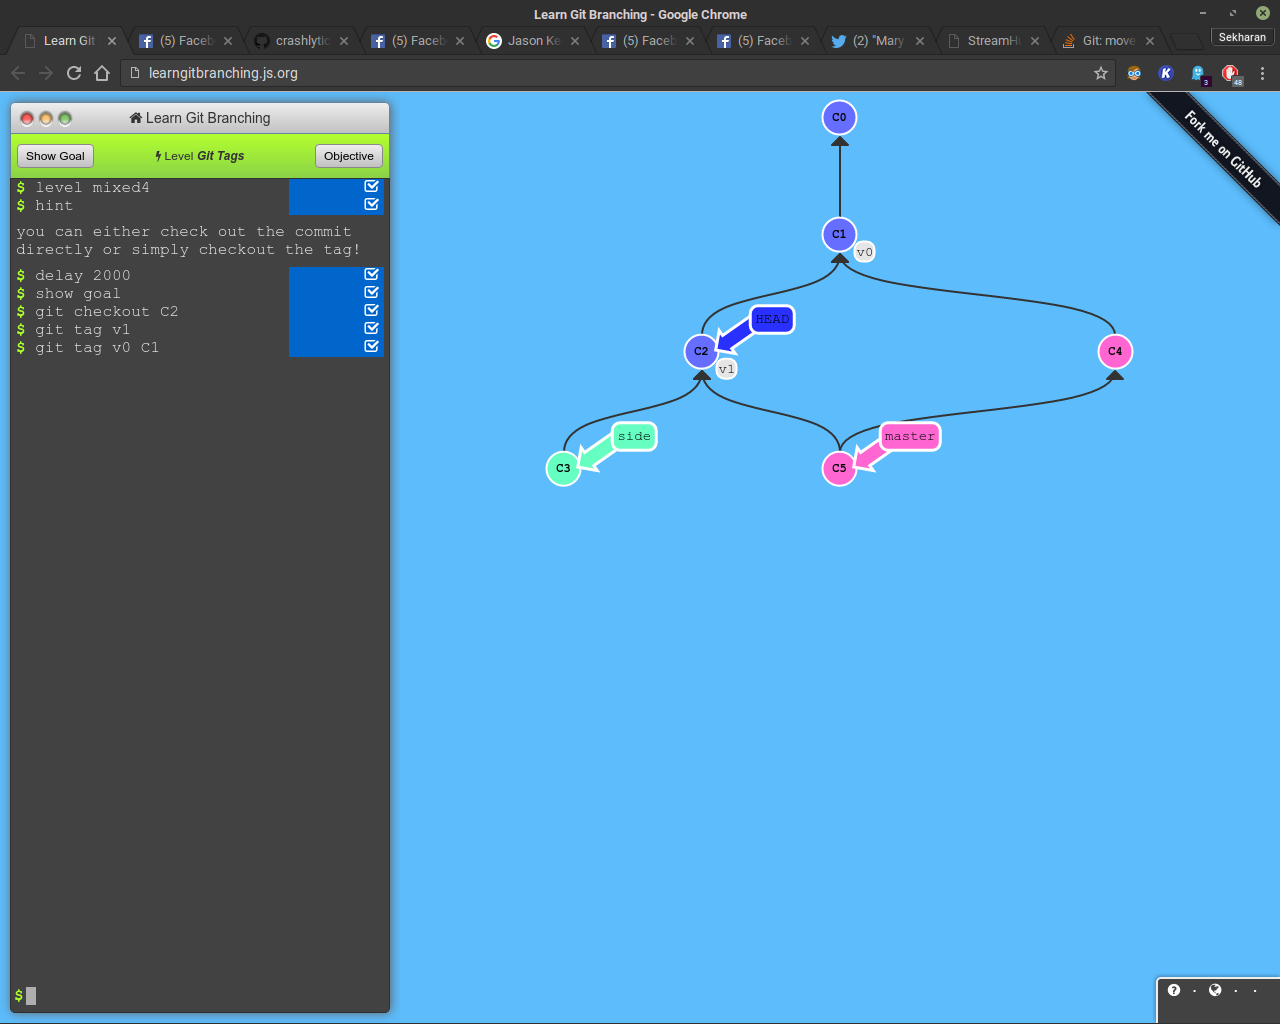 Learn Git Branching - Google Chrome
Learn Git
(5) Faceb
crashlytic
(5) Faceb
Jason Ke
(5) Faceb
(5) Faceb
(2) "Mary
StreamH
Git: move
Sekharan
learngitbranching.js.org
K
3
48
Learn Git Branching
Show Goal
Level Git Tags
Objective
$ level mixed4
$ hint
you can either check out the commit
directly or simply checkout the tag!
$ delay 2000
$ show goal
$ git checkout C2
$ git tag v1
$ git tag v0 C1
$
C0
C1
v0
HEAD
C2
v1
C4
side
master
C3
C5
Fork me on GitHub
?